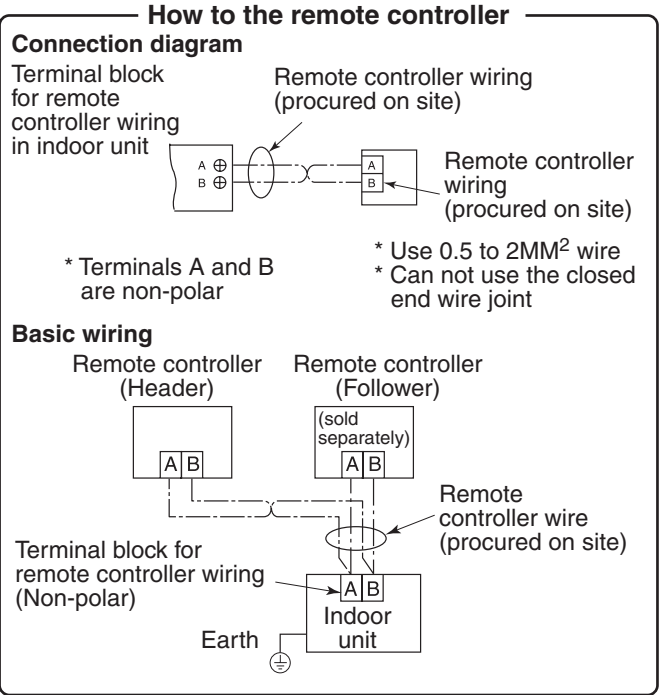 How to the remote controller
Connection diagram
Terminal block
for remote
controller wiring
in indoor unit
Remote controller wiring
(procured on site)
A
B
A
B
Remote controller
wiring
(procured on site)
* Terminals A and B
are non-polar
* Use 0.5 to 2MM2 wire
* Can not use the closed
end wire joint
Basic wiring
Remote controller
(Header)
Remote controller
(Follower)
(sold
separately)
A B
A B
Remote
controller wire
(procured on site)
Terminal block for
remote controller wiring
(Non-polar)
A B
Indoor
unit
Earth